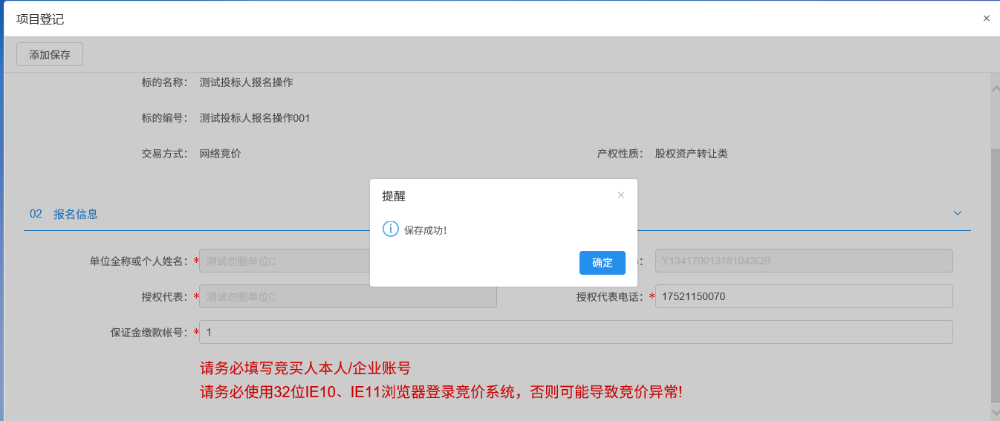 项目登记
添加保存
标的名称： 测试投标人报名操作
标的编号： 测试投标人报名操作001
交易方式： 网络竞价 产权性质： 股权资产转让类
提醒
保存成功！
确定
02 报名信息
单位全称或个人姓名：* 测试勿删单位C ： Y134170013181043QB
授权代表：* 测试勿删单位C 授权代表电话：* 17521150070
保证金缴款帐号：* 1
请务必填写竞买人本人/企业账号
请务必使用32位IE10、IE11浏览器登录竞价系统，否则可能导致竞价异常！